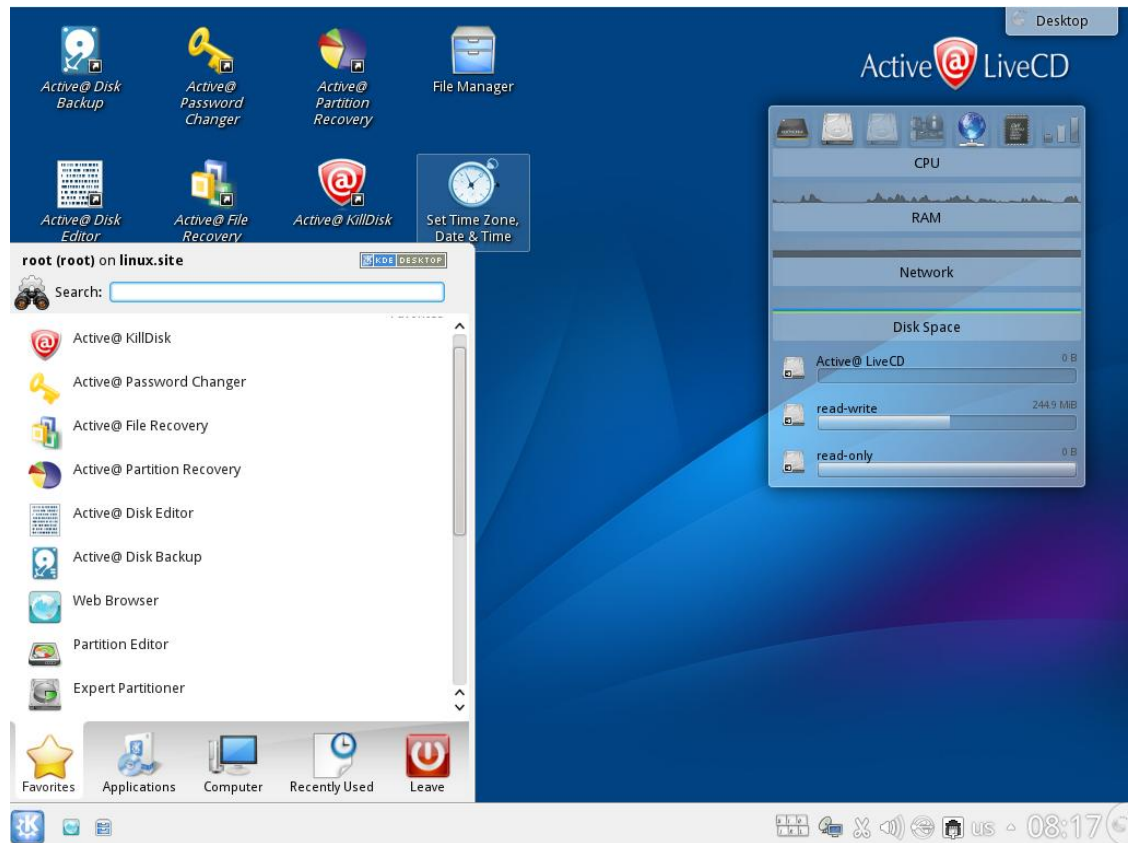 Desktop
Active@ LiveCD
Active@ Disk
Backup
Active@
Password
Changer
Active@
Partition
Recovery
File Manager
Active@ Disk
Editor
Active@ File
Recovery
Active@ KillDisk
Set Time Zone,
Date & Time
CPU
RAM
Network
Disk Space
Active@ LiveCD
0 B
read-write
244.9 MiB
read-only
0 B
root (root) on linux.site
KDE DESKTOP
Search:
Active@ KillDisk
Active@ Password Changer
Active@ File Recovery
Active@ Partition Recovery
Active@ Disk Editor
Active@ Disk Backup
Web Browser
Partition Editor
Expert Partitioner
Favorites
Applications
Computer
Recently Used
Leave
US
08:17